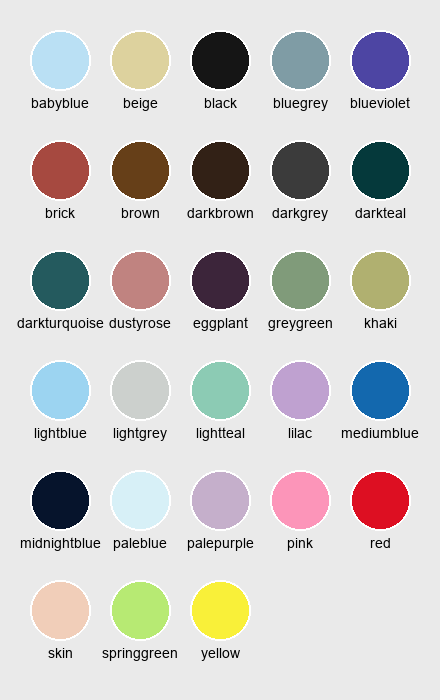 babyblue beige black bluegrey blueviolet
brick brown darkbrown darkgrey darkteal
darkturquoise dustyrose eggplant greygreen khaki
lightblue lightgrey lightteal lilac mediumblue
midnightblue paleblue palepurple pink red
skin springgreen yellow